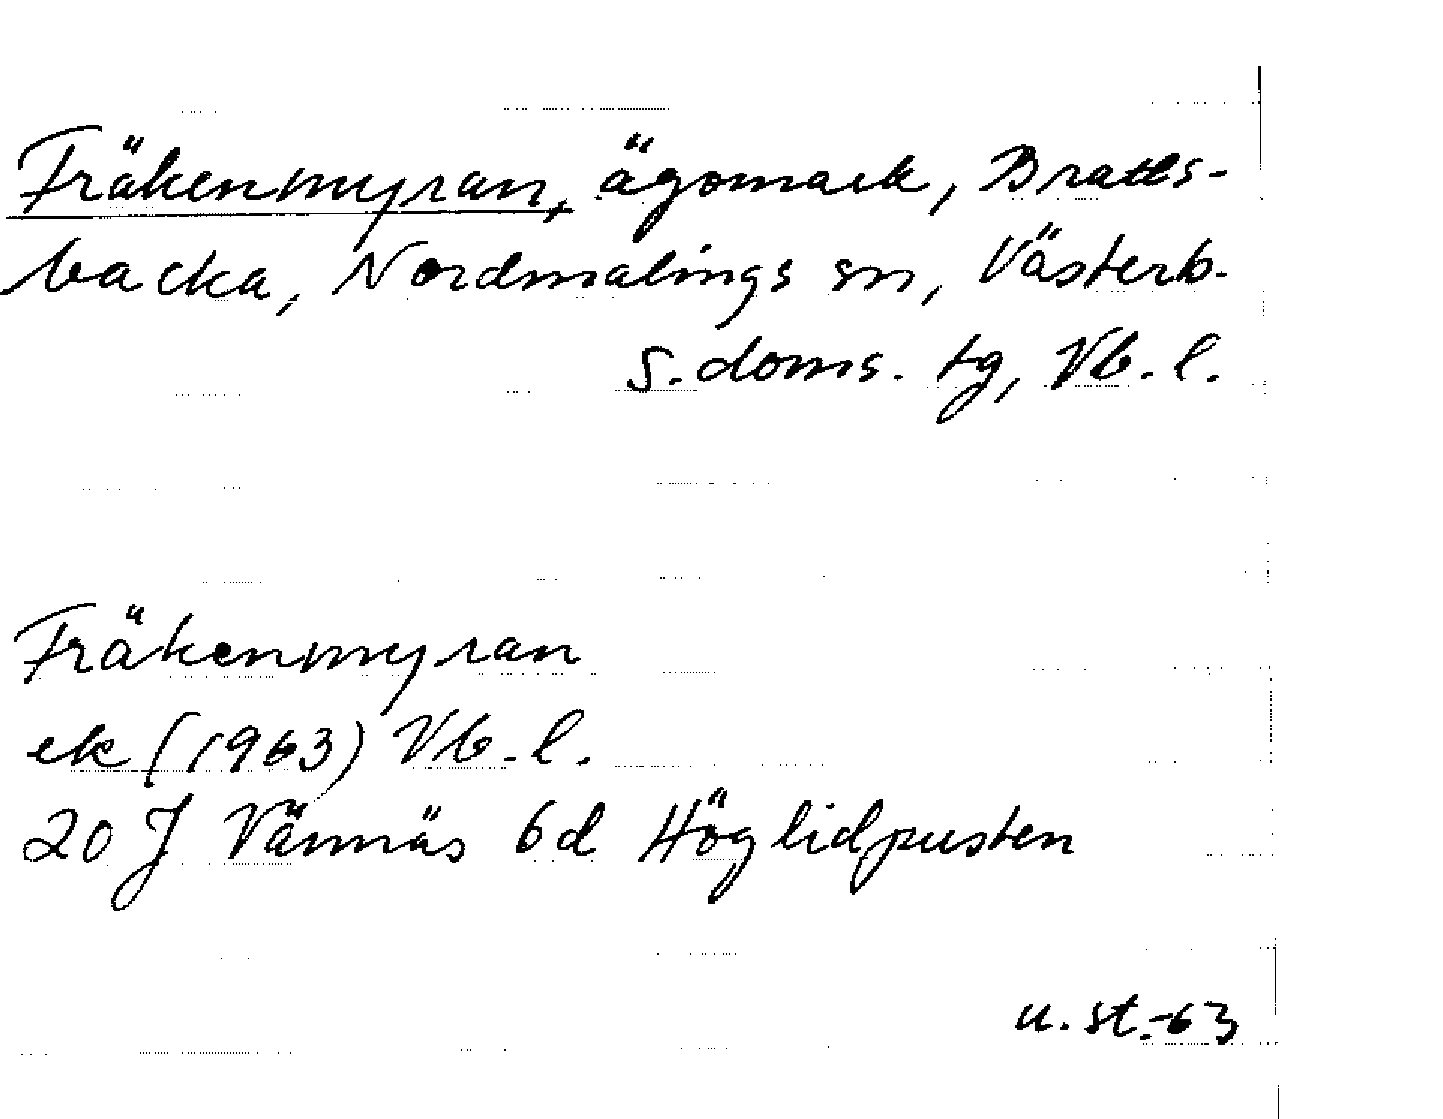 Fräkenmyran, ägomark, Bratts-
backa, Nordmalings sn, Västerb.
s. doms. tg, Vb. l.
Fräkenmyran
ek (1963) Vb. l.
20 J Vännäs 6d Höglidpusten
u. st.-63